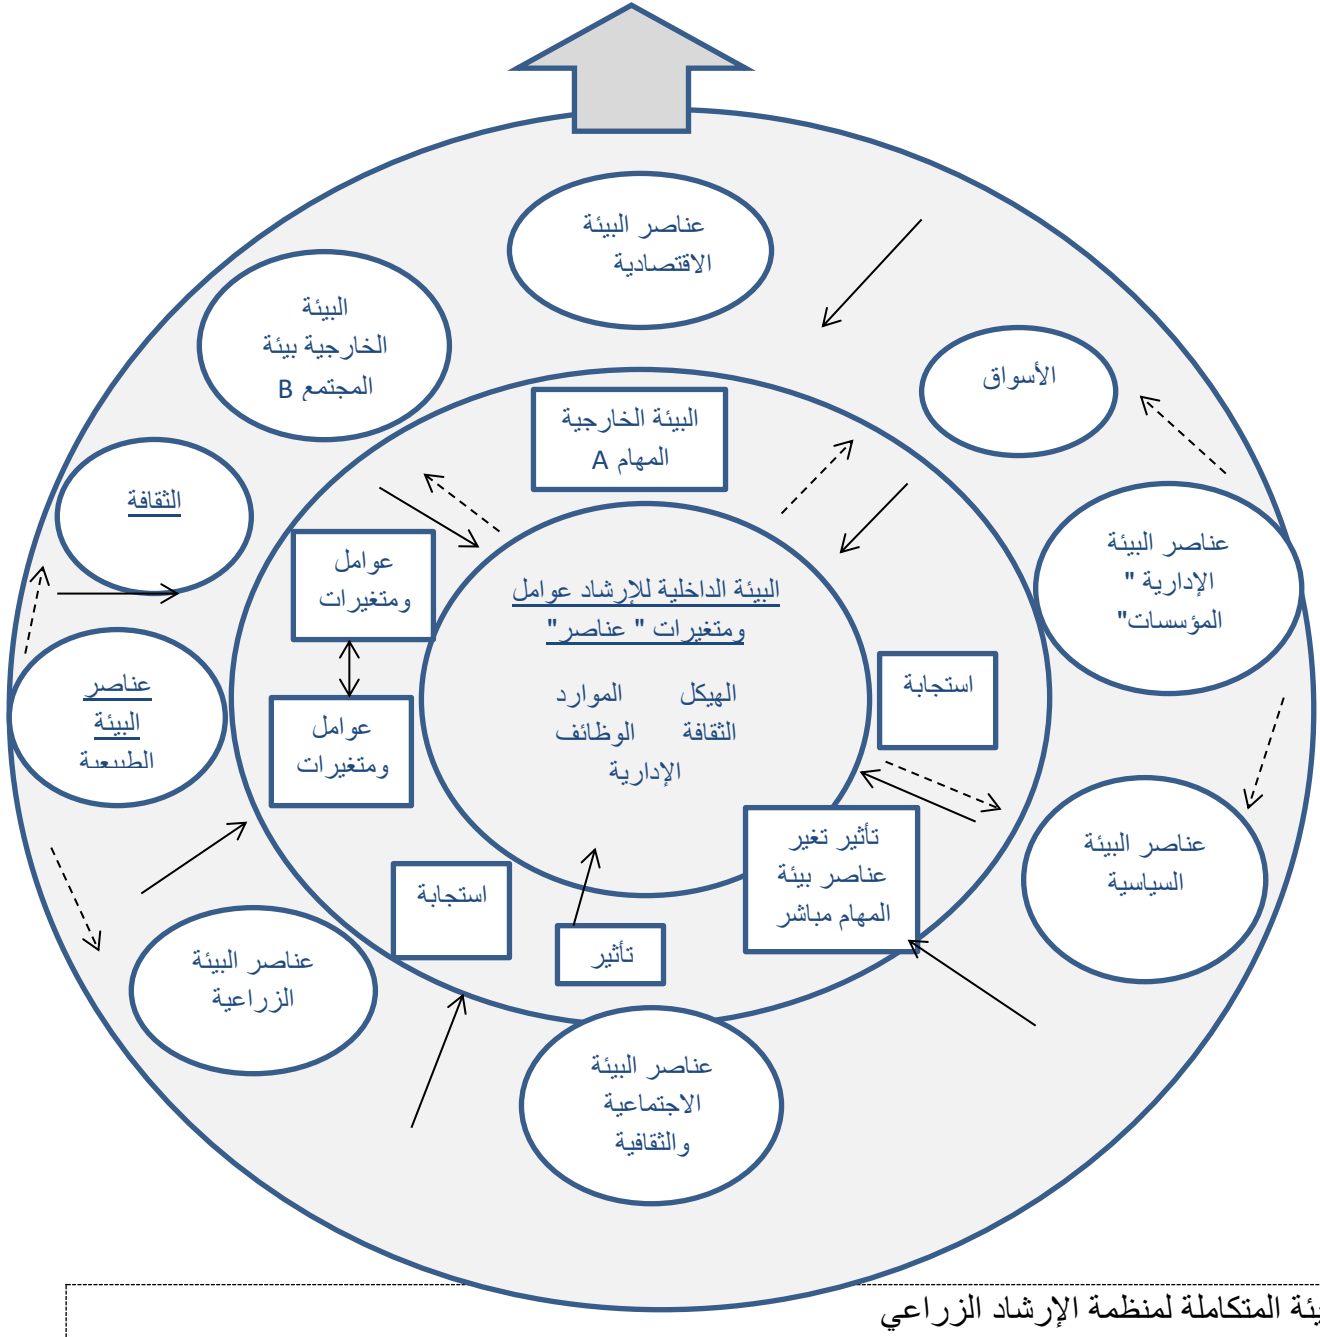 عناصر البيئة
الاقتصادية
البيئة
الخارجية بيئة
المجتمع B
الأسواق
البيئة الخارجية
المهام A
الثقافة
عوامل
ومتغيرات
عناصر البيئة
الإدارية "
المؤسسات"
البيئة الداخلية للإرشاد عوامل
ومتغيرات " عناصر"
الهيكل الموارد
الثقافة الوظائف
الإدارية
استجابة
عناصر
البيئة
الطبيعية
عوامل
ومتغيرات
تأثير تغير
عناصر بيئة
المهام مباشر
عناصر البيئة
السياسية
استجابة
تأثير
عناصر البيئة
الزراعية
عناصر البيئة
الاجتماعية
والثقافية
المتكاملة لمنظمة الإرشاد الزراعي